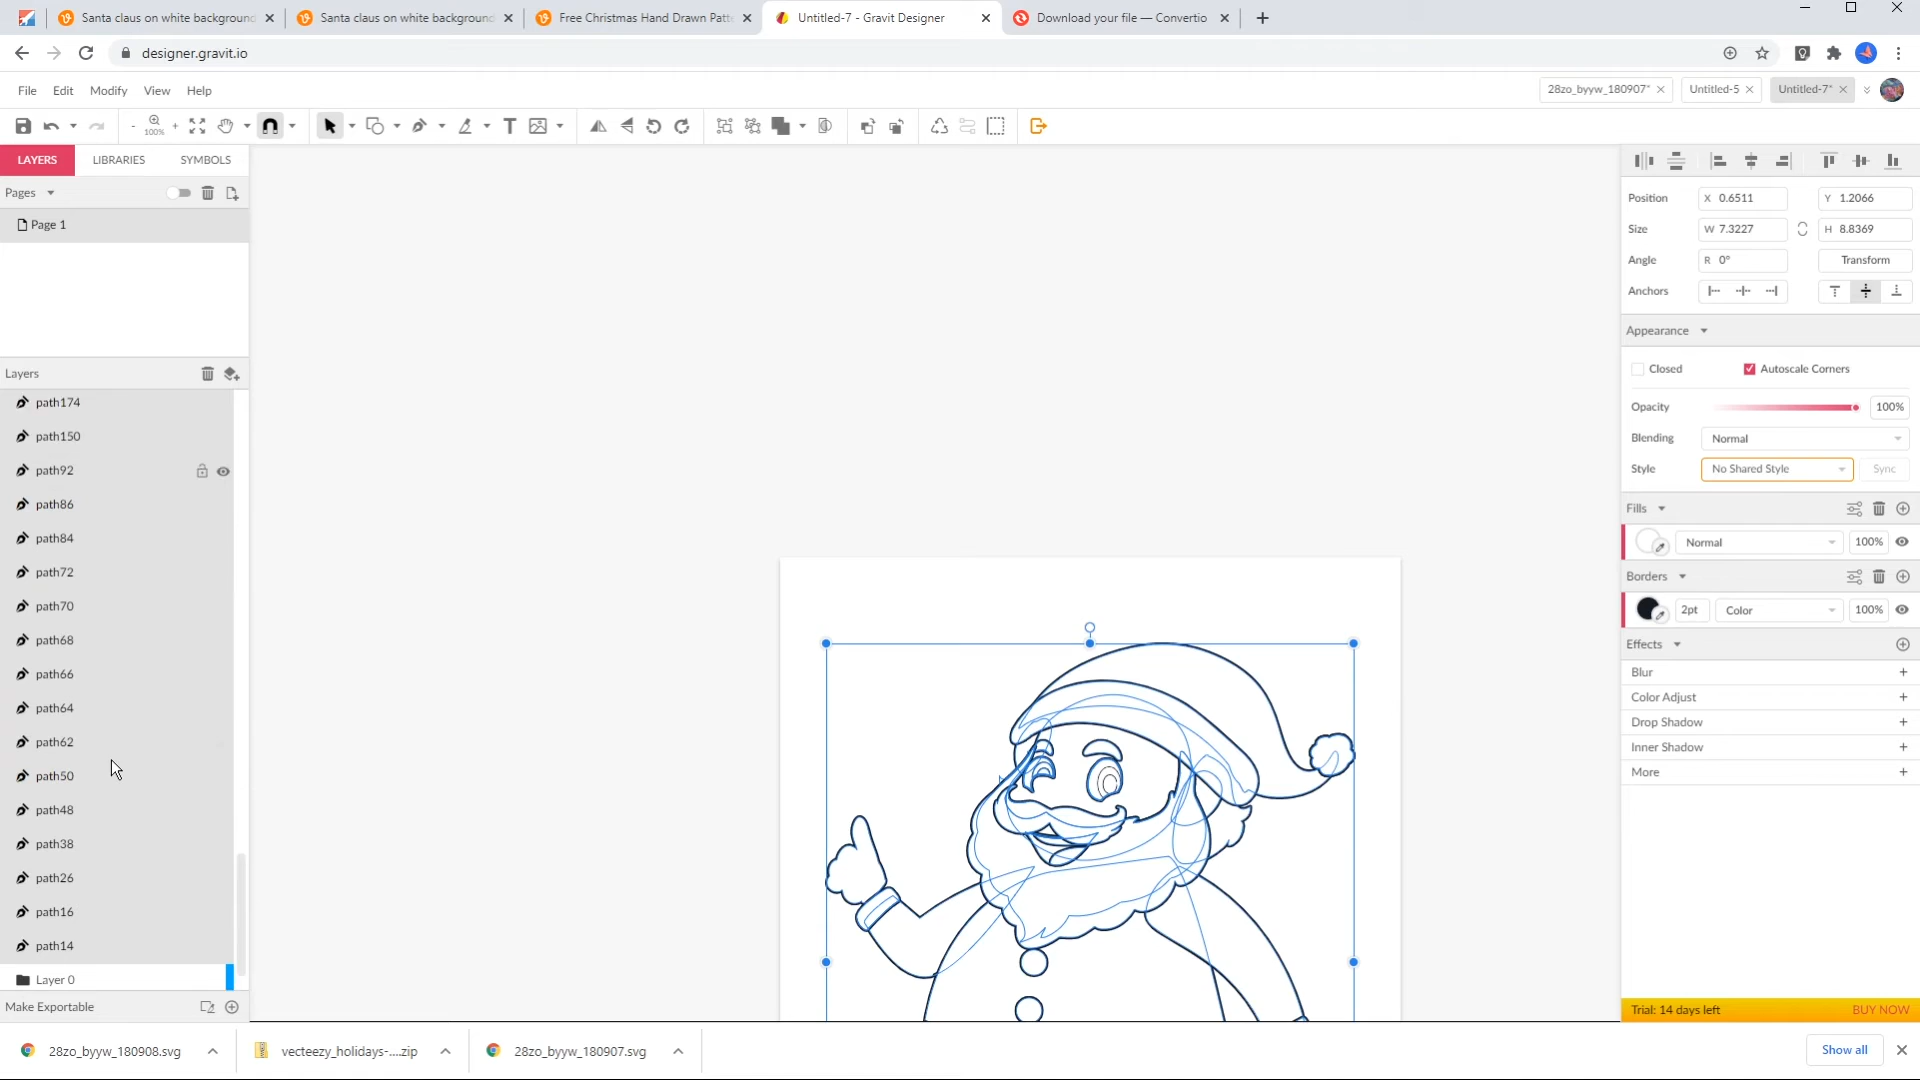 Santa claus on white background
Santa claus on white background
Free Christmas Hand Drawn Patte
Untitled-7 - Gravit Designer
Download your file — Convertio
designer.gravit.io
File
Edit
Modify
View
Help
28zo_byyw_180907*
Untitled-5
Untitled-7*
- 100% +
LAYERS
LIBRARIES
SYMBOLS
Pages
Page 1
Layers
path174
path150
path92
path86
path84
path72
path70
path68
path66
path64
path62
path50
path48
path38
path26
path16
path14
Layer 0
Make Exportable
Position
X 0.6511
Y 1.2066
Size
W 7.3227
H 8.8369
Angle
R 0°
Transform
Anchors
Appearance
Closed
Autoscale Corners
Opacity
100%
Blending
Normal
Style
No Shared Style
Sync
Fills
Normal
100%
Borders
2pt
Color
100%
Effects
Blur
Color Adjust
Drop Shadow
Inner Shadow
More
Trial: 14 days left
BUY NOW
28zo_byyw_180908.svg
vecteezy_holidays-....zip
28zo_byyw_180907.svg
Show all